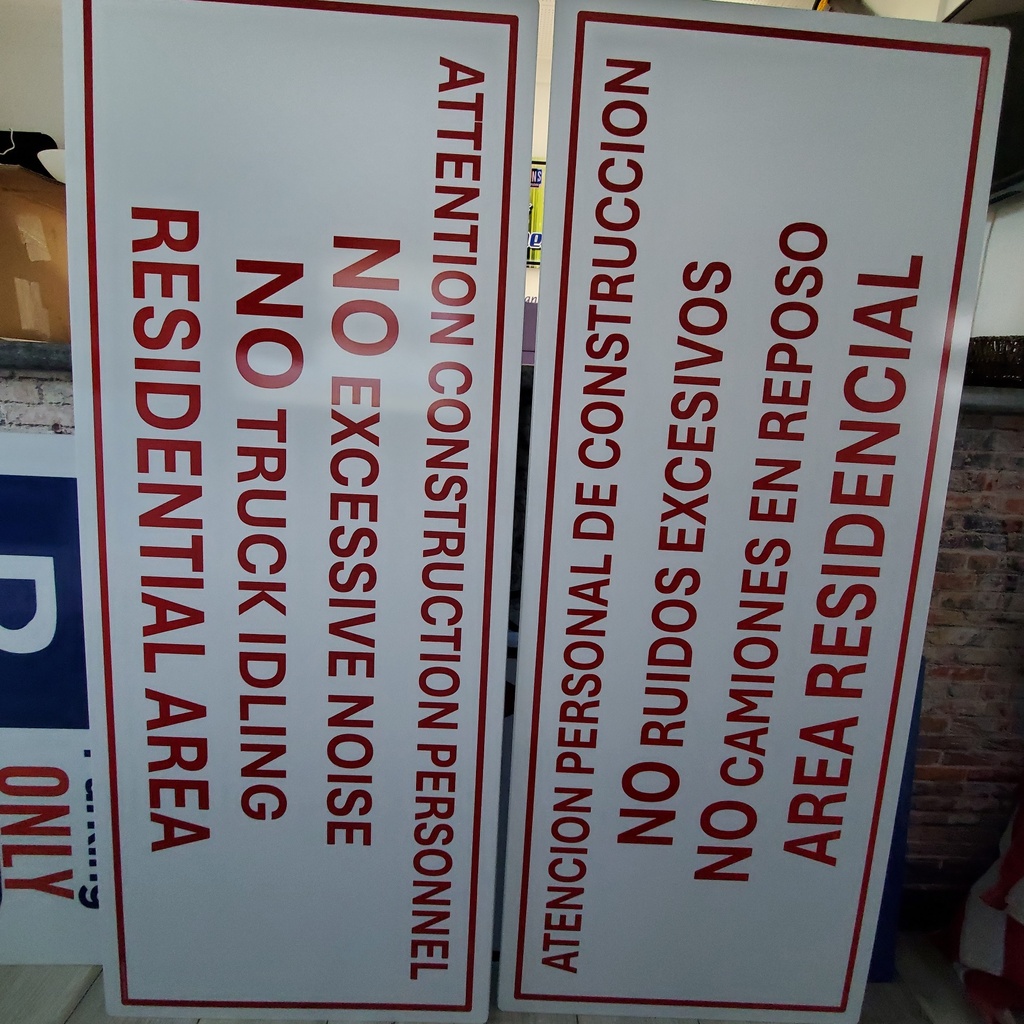 ATTENTION CONSTRUCTION PERSONNEL
NO EXCESSIVE NOISE
NO TRUCK IDLING
RESIDENTIAL AREA
ATENCION PERSONAL DE CONSTRUCCION
NO RUIDOS EXCESIVOS
NO CAMIONES EN REPOSO
AREA RESIDENCIAL
P
ONLY